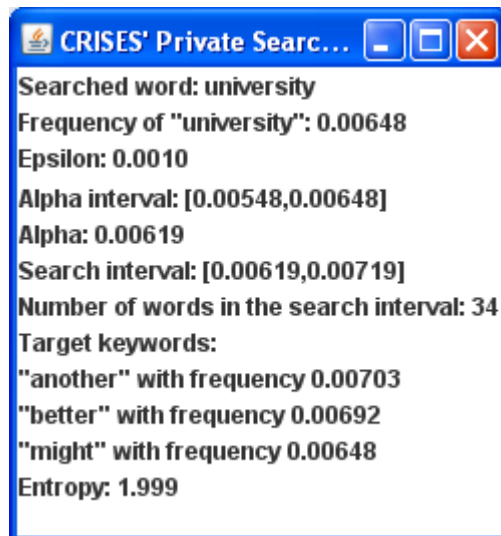 CRISES' Private Searc...
Searched word: university
Frequency of "university": 0.00648
Epsilon: 0.0010
Alpha interval: [0.00548,0.00648]
Alpha: 0.00619
Search interval: [0.00619,0.00719]
Number of words in the search interval: 34
Target keywords:
"another" with frequency 0.00703
"better" with frequency 0.00692
"might" with frequency 0.00648
Entropy: 1.999